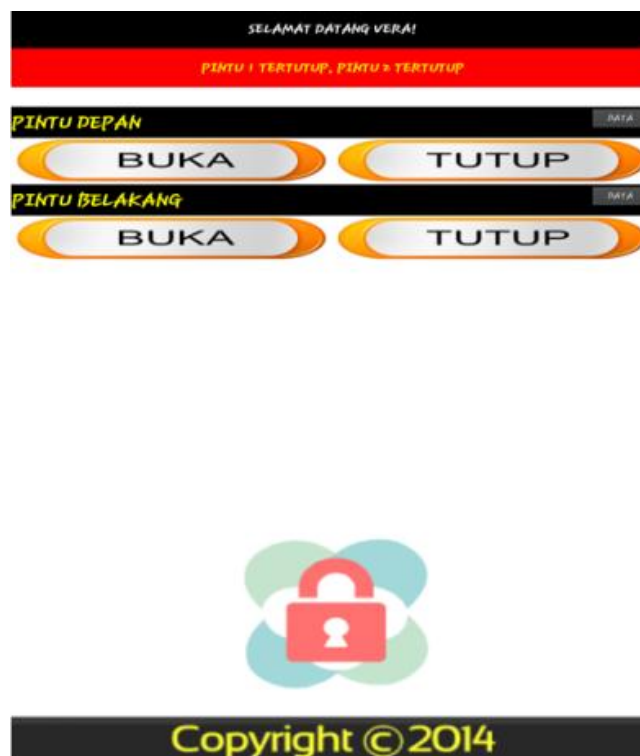 SELAMAT DATANG VERA!
PINTU 1 TERTUTUP, PINTU 2 TERTUTUP
PINTU DEPAN DATA
BUKA TUTUP
PINTU BELAKANG DATA
BUKA TUTUP
Copyright © 2014